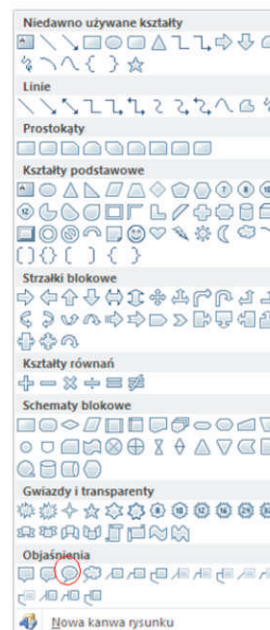 Niedawno używane kształty
Linie
Prostokąty
Kształty podstawowe
Strzałki blokowe
Kształty równań
Schematy blokowe
Gwiazdy i transparenty
Objaśnienia
Nowa kanwa rysunku